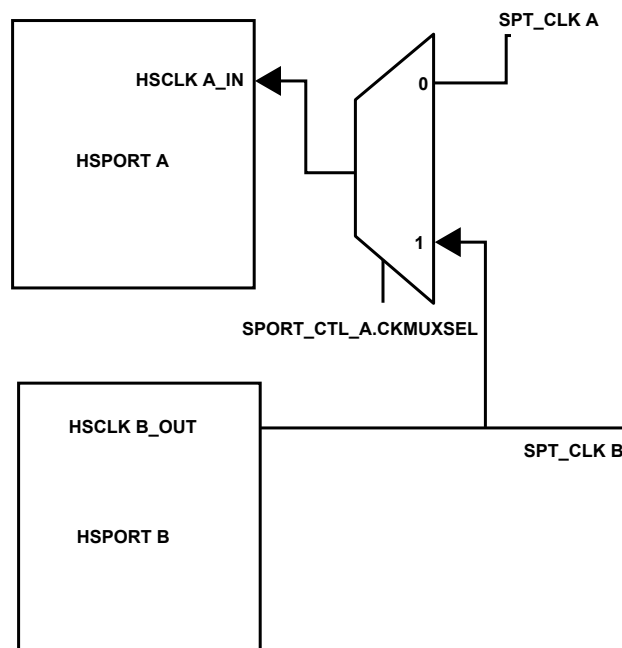 SPT_CLK A
HSCLK A_IN
0
HSPORT A
1
SPORT_CTL_A.CKMUXSEL
HSCLK B_OUT
SPT_CLK B
HSPORT B